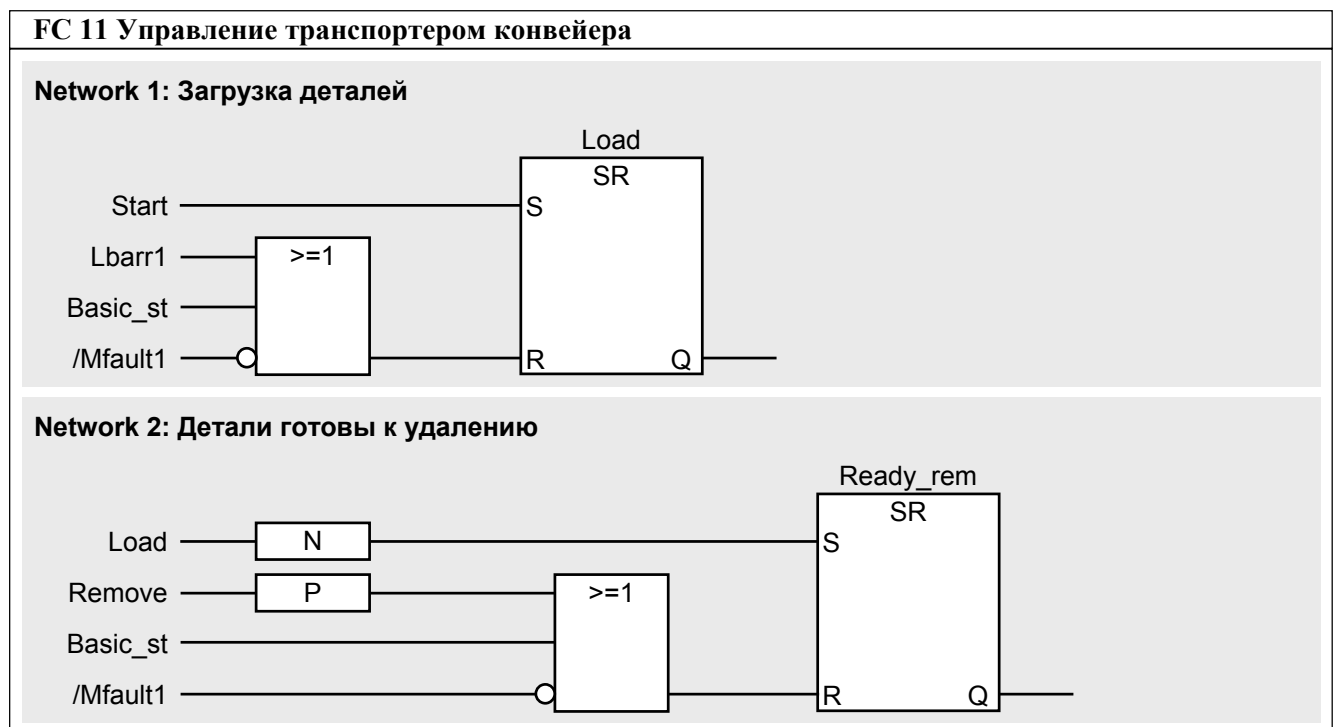 FC 11 Управление транспортером конвейера
Network 1: Загрузка деталей
Load
SR
Start
S
Lbarr1
>=1
Basic_st
/Mfault1
R
Q
Network 2: Детали готовы к удалению
Ready_rem
SR
Load
N
S
Remove
P
>=1
Basic_st
/Mfault1
R
Q